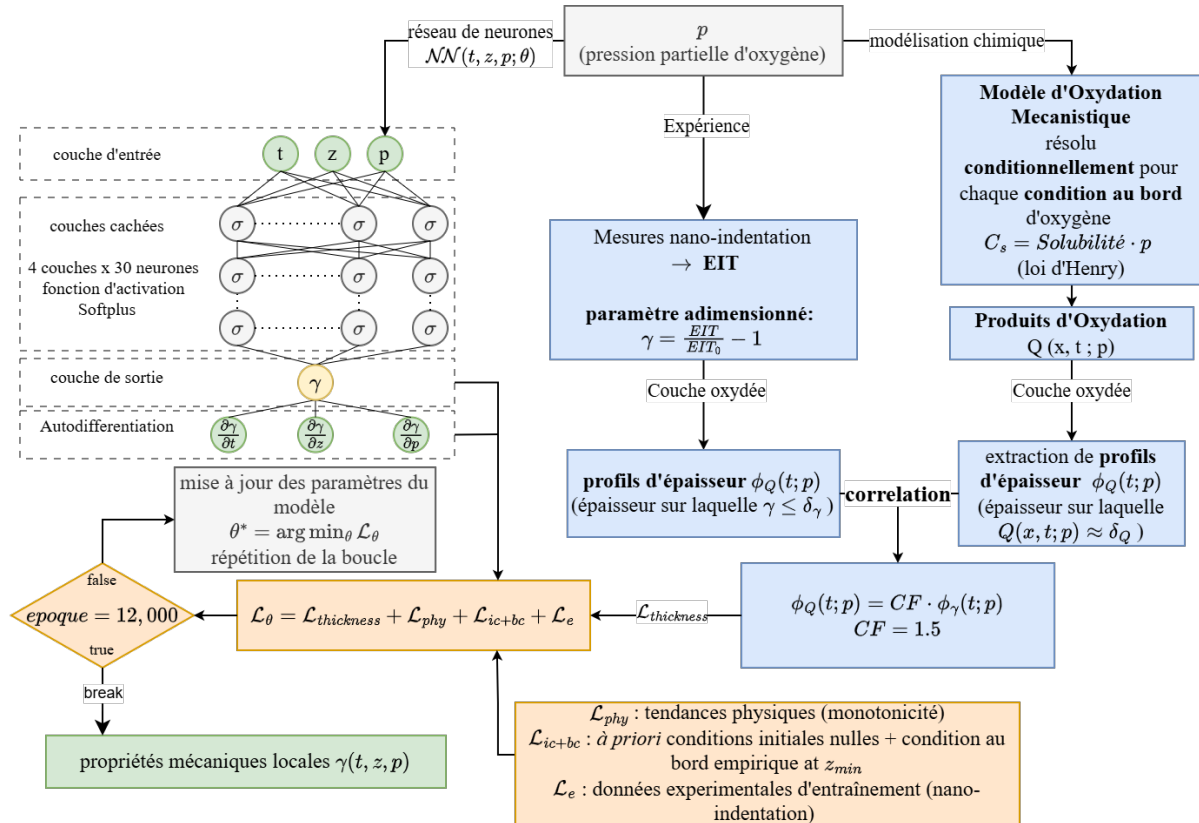 p
(pression partielle d'oxygène)
réseau de neurones
𝒩𝒩(t, z, p; θ)
modélisation chimique
Expérience
couche d'entrée
t
z
p
couches cachées
4 couches x 30 neurones
fonction d'activation
Softplus
σ
σ
σ
σ
σ
σ
σ
σ
σ
couche de sortie
γ
Autodifferentiation
∂γ/∂t
∂γ/∂z
∂γ/∂p
Modèle d'Oxydation
Mecanistique
résolu
conditionnellement pour
chaque condition au bord
d'oxygène
C_s = Solubilité · p
(loi d'Henry)
Mesures nano-indentation
→ EIT
paramètre adimensionné:
γ = EIT/EIT₀ − 1
Produits d'Oxydation
Q (x, t ; p)
Couche oxydée
Couche oxydée
profils d'épaisseur ϕ_Q(t; p)
(épaisseur sur laquelle γ ≤ δ_γ )
correlation
extraction de profils
d'épaisseur ϕ_Q(t; p)
(épaisseur sur laquelle
Q(x, t; p) ≈ δ_Q )
mise à jour des paramètres du
modèle
θ* = arg min_θ ℒ_θ
répétition de la boucle
false
epoque = 12,000
true
break
ℒ_θ = ℒ_thickness + ℒ_phy + ℒ_ic+bc + ℒ_e
ℒ_thickness
ϕ_Q(t; p) = CF · ϕ_γ(t; p)
CF = 1.5
propriétés mécaniques locales γ(t, z, p)
ℒ_phy : tendances physiques (monotonicité)
ℒ_ic+bc : à priori conditions initiales nulles + condition au
bord empirique at z_min
ℒ_e : données experimentales d'entraînement (nano-
indentation)